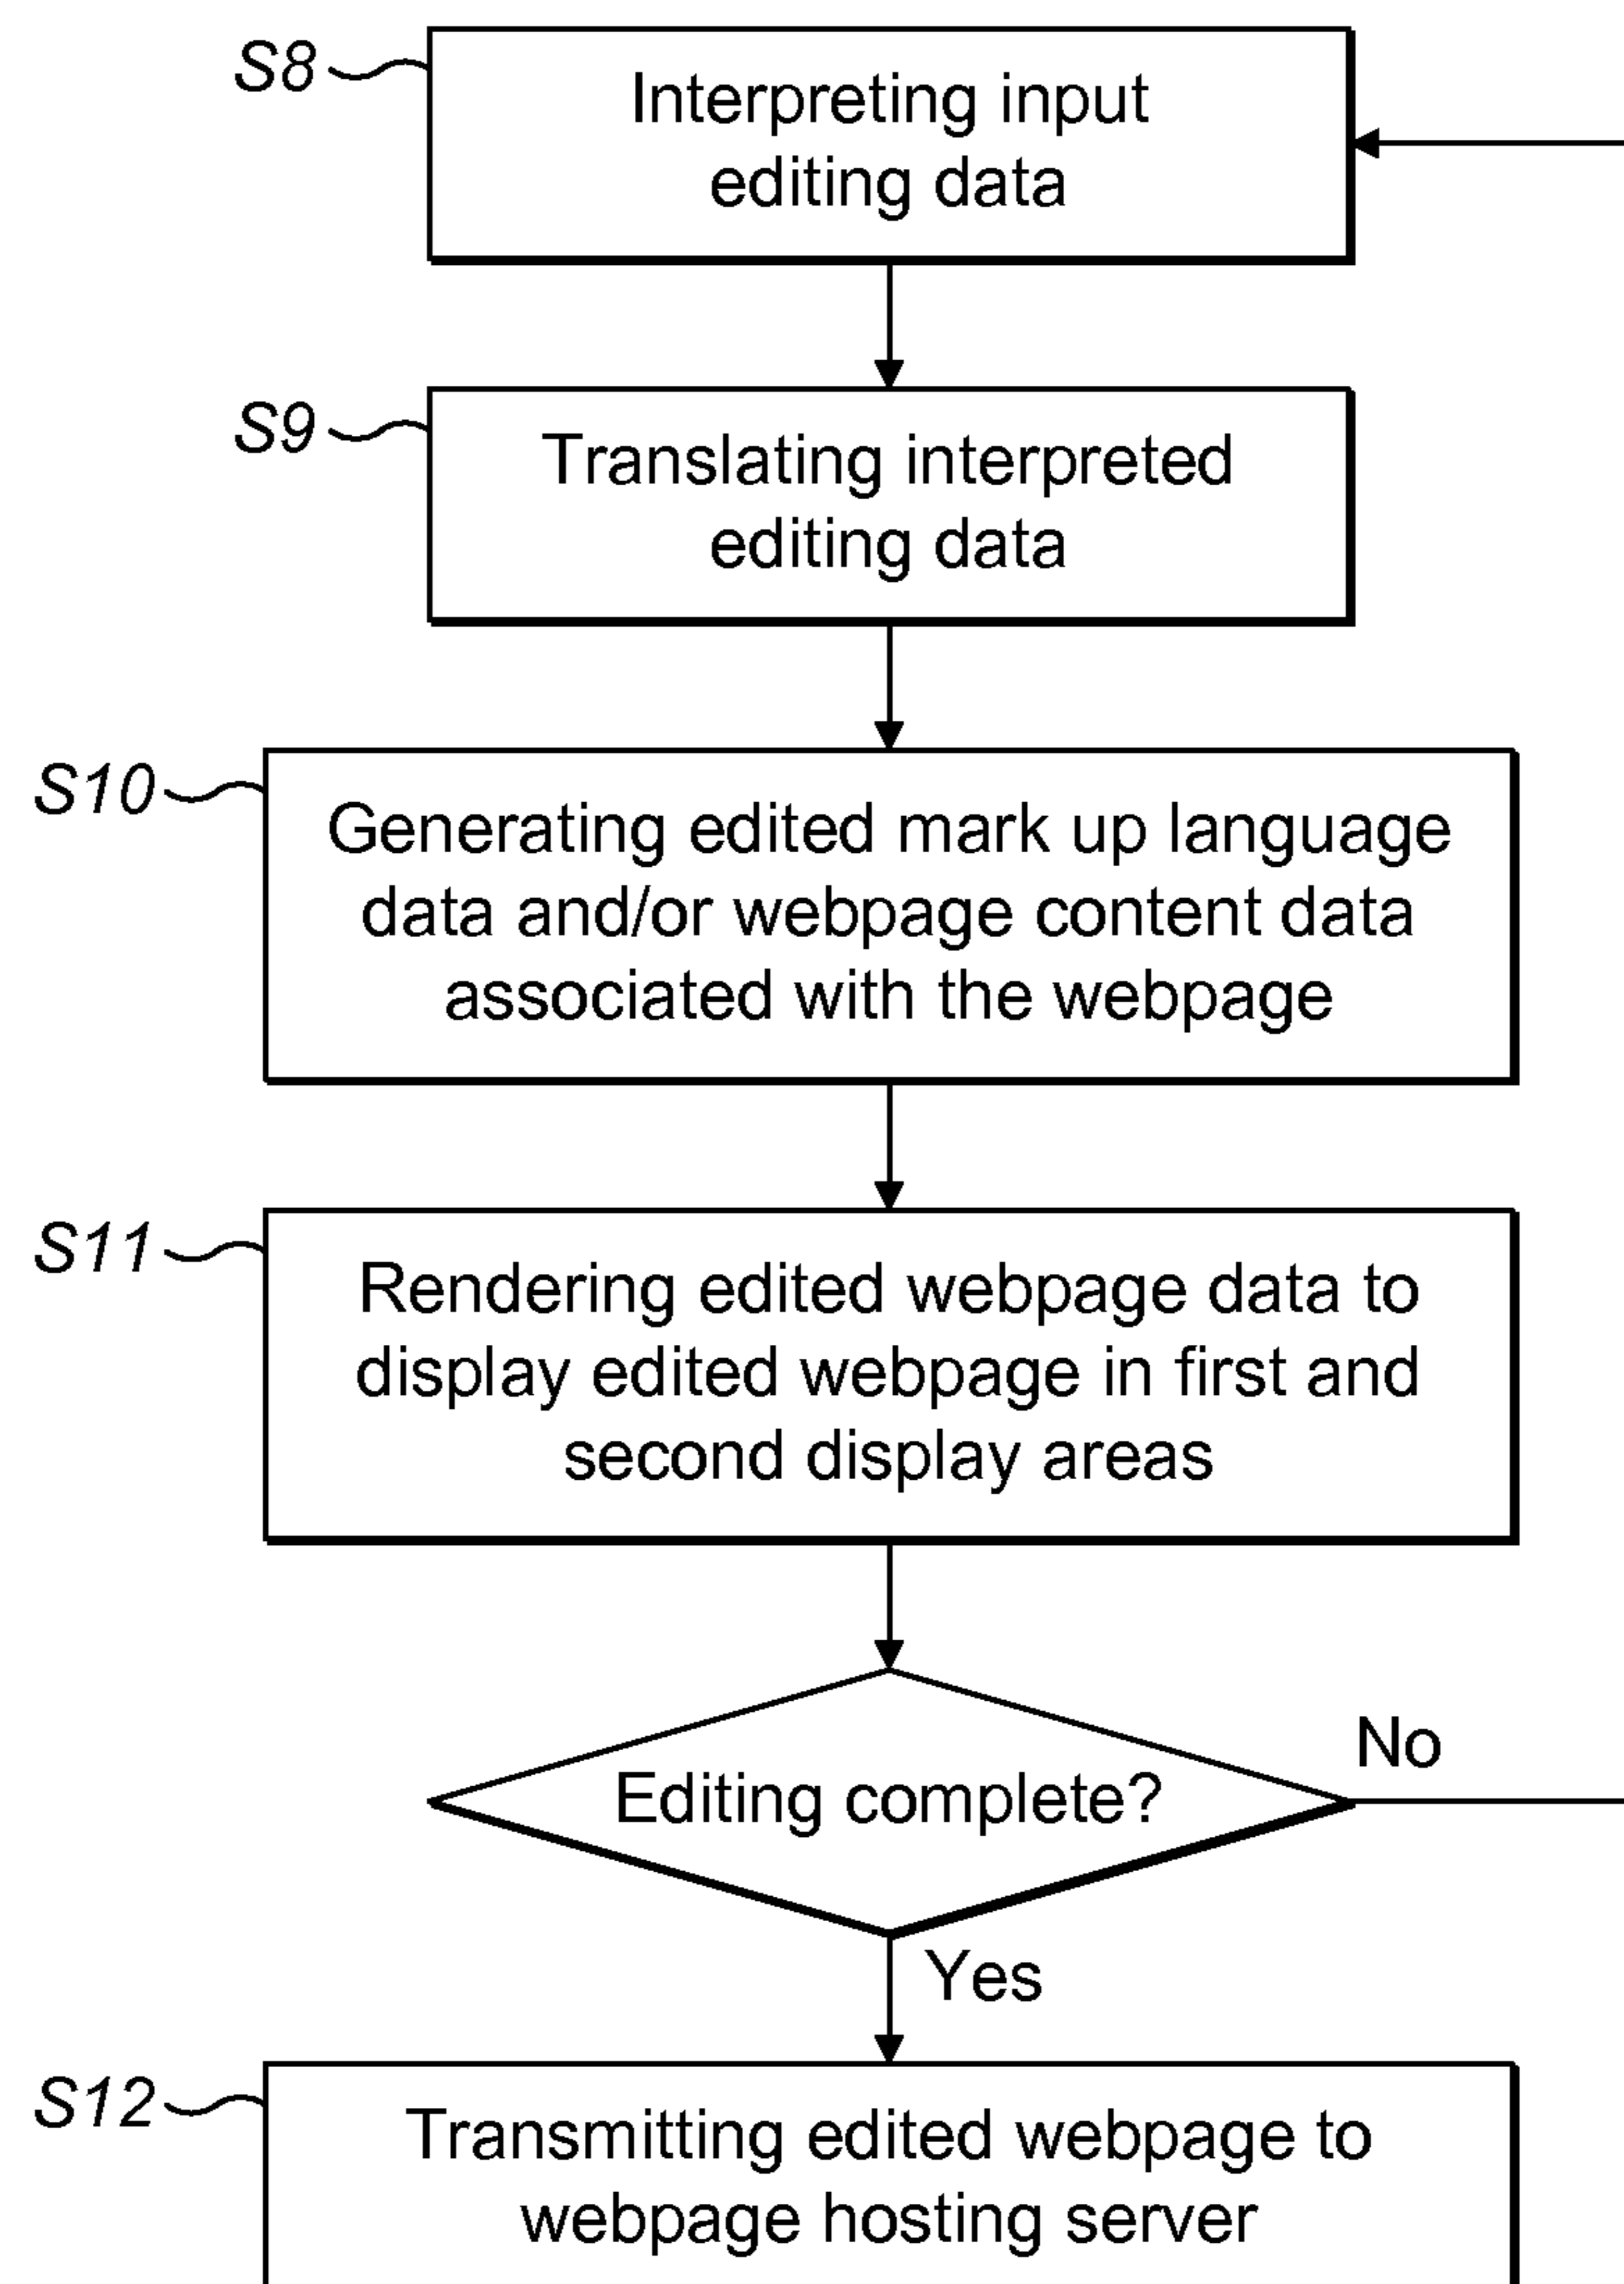 S8
Interpreting input
editing data
S9
Translating interpreted
editing data
S10
Generating edited mark up language
data and/or webpage content data
associated with the webpage
S11
Rendering edited webpage data to
display edited webpage in first and
second display areas
No
Editing complete?
Yes
S12
Transmitting edited webpage to
webpage hosting server